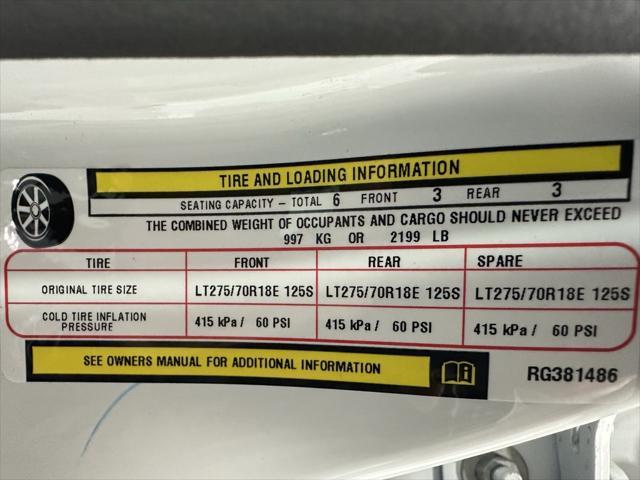 TIRE AND LOADING INFORMATION
SEATING CAPACITY - TOTAL 6 FRONT 3 REAR 3
THE COMBINED WEIGHT OF OCCUPANTS AND CARGO SHOULD NEVER EXCEED
997 KG OR 2199 LB
TIRE FRONT REAR SPARE
ORIGINAL TIRE SIZE LT275/70R18E 125S LT275/70R18E 125S LT275/70R18E 125S
COLD TIRE INFLATION PRESSURE 415 kPa / 60 PSI 415 kPa / 60 PSI 415 kPa / 60 PSI
SEE OWNERS MANUAL FOR ADDITIONAL INFORMATION RG381486